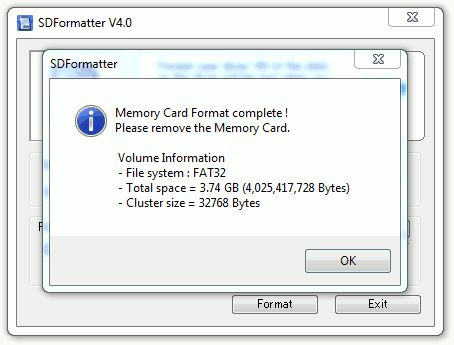 SDFormatter V4.0
SDFormatter
Memory Card Format complete !
Please remove the Memory Card.
Volume Information
- File system : FAT32
- Total space = 3.74 GB (4,025,417,728 Bytes)
- Cluster size = 32768 Bytes
OK
Format
Exit